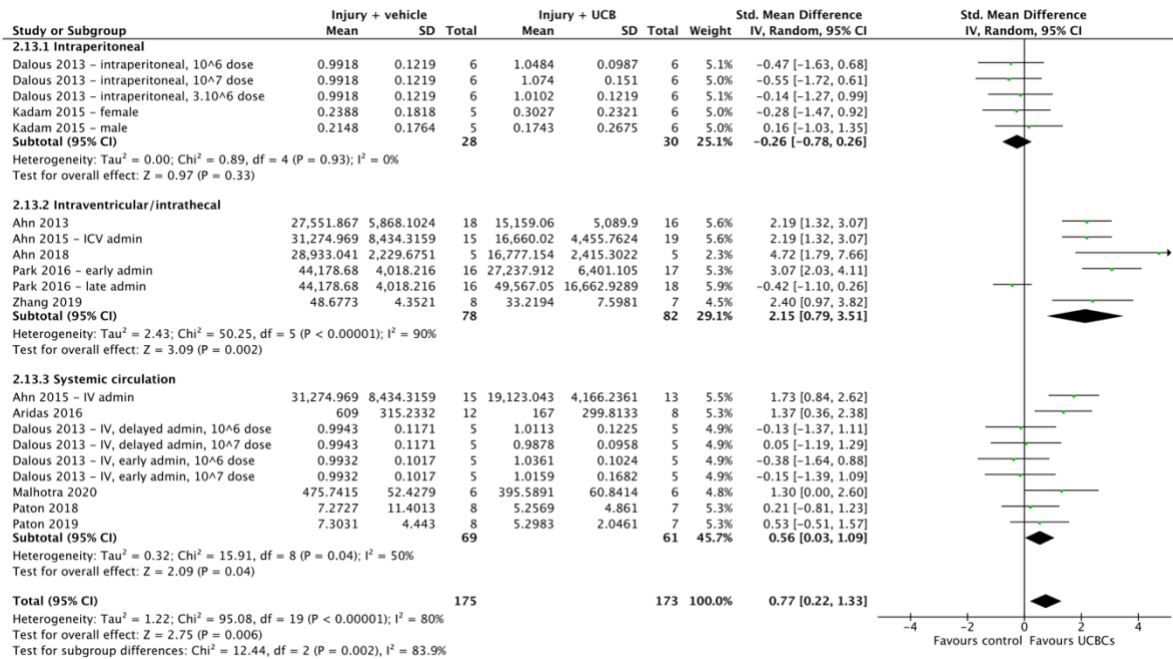 Injury + vehicle Injury + UCB Std. Mean Difference Std. Mean Difference
Study or Subgroup Mean SD Total Mean SD Total Weight IV, Random, 95% CI IV, Random, 95% CI
2.13.1 Intraperitoneal
Dalous 2013 – intraperitoneal, 10^6 dose 0.9918 0.1219 6 1.0484 0.0987 6 5.1% −0.47 [−1.63, 0.68]
Dalous 2013 – intraperitoneal, 10^7 dose 0.9918 0.1219 6 1.074 0.151 6 5.0% −0.55 [−1.72, 0.61]
Dalous 2013 – intraperitoneal, 3.10^6 dose 0.9918 0.1219 6 1.0102 0.1219 6 5.1% −0.14 [−1.27, 0.99]
Kadam 2015 – female 0.2388 0.1818 5 0.3027 0.2321 6 5.0% −0.28 [−1.47, 0.92]
Kadam 2015 – male 0.2148 0.1764 5 0.1743 0.2675 6 5.0% 0.16 [−1.03, 1.35]
Subtotal (95% CI) 28 30 25.1% −0.26 [−0.78, 0.26]
Heterogeneity: Tau² = 0.00; Chi² = 0.89, df = 4 (P = 0.93); I² = 0%
Test for overall effect: Z = 0.97 (P = 0.33)
2.13.2 Intraventricular/intrathecal
Ahn 2013 27,551.867 5,868.1024 18 15,159.06 5,089.9 16 5.6% 2.19 [1.32, 3.07]
Ahn 2015 – ICV admin 31,274.969 8,434.3159 15 16,660.02 4,455.7624 19 5.6% 2.19 [1.32, 3.07]
Ahn 2018 28,933.041 2,229.6751 5 16,777.154 2,415.3022 5 2.3% 4.72 [1.79, 7.66]
Park 2016 – early admin 44,178.68 4,018.216 16 27,237.912 6,401.105 17 5.3% 3.07 [2.03, 4.11]
Park 2016 – late admin 44,178.68 4,018.216 16 49,567.05 16,662.9289 18 5.8% −0.42 [−1.10, 0.26]
Zhang 2019 48.6773 4.3521 8 33.2194 7.5981 7 4.5% 2.40 [0.97, 3.82]
Subtotal (95% CI) 78 82 29.1% 2.15 [0.79, 3.51]
Heterogeneity: Tau² = 2.43; Chi² = 50.25, df = 5 (P < 0.00001); I² = 90%
Test for overall effect: Z = 3.09 (P = 0.002)
2.13.3 Systemic circulation
Ahn 2015 – IV admin 31,274.969 8,434.3159 15 19,123.043 4,166.2361 13 5.5% 1.73 [0.84, 2.62]
Aridas 2016 609 315.2332 12 167 299.8133 8 5.3% 1.37 [0.36, 2.38]
Dalous 2013 – IV, delayed admin, 10^6 dose 0.9943 0.1171 5 1.0113 0.1225 5 4.9% −0.13 [−1.37, 1.11]
Dalous 2013 – IV, delayed admin, 10^7 dose 0.9943 0.1171 5 0.9878 0.0958 5 4.9% 0.05 [−1.19, 1.29]
Dalous 2013 – IV, early admin, 10^6 dose 0.9932 0.1017 5 1.0361 0.1024 5 4.9% −0.38 [−1.64, 0.88]
Dalous 2013 – IV, early admin, 10^7 dose 0.9932 0.1017 5 1.0159 0.1682 5 4.9% −0.15 [−1.39, 1.09]
Malhotra 2020 475.7415 52.4279 6 395.5891 60.8414 6 4.8% 1.30 [0.00, 2.60]
Paton 2018 7.2727 11.4013 8 5.2569 4.861 7 5.3% 0.21 [−0.81, 1.23]
Paton 2019 7.3031 4.443 8 5.2983 2.0461 7 5.3% 0.53 [−0.51, 1.57]
Subtotal (95% CI) 69 61 45.7% 0.56 [0.03, 1.09]
Heterogeneity: Tau² = 0.32; Chi² = 15.91, df = 8 (P = 0.04); I² = 50%
Test for overall effect: Z = 2.09 (P = 0.04)
Total (95% CI) 175 173 100.0% 0.77 [0.22, 1.33]
Heterogeneity: Tau² = 1.22; Chi² = 95.08, df = 19 (P < 0.00001); I² = 80%
Test for overall effect: Z = 2.75 (P = 0.006)
Test for subgroup differences: Chi² = 12.44, df = 2 (P = 0.002), I² = 83.9%
−4 −2 0 2 4
Favours control Favours UCBCs